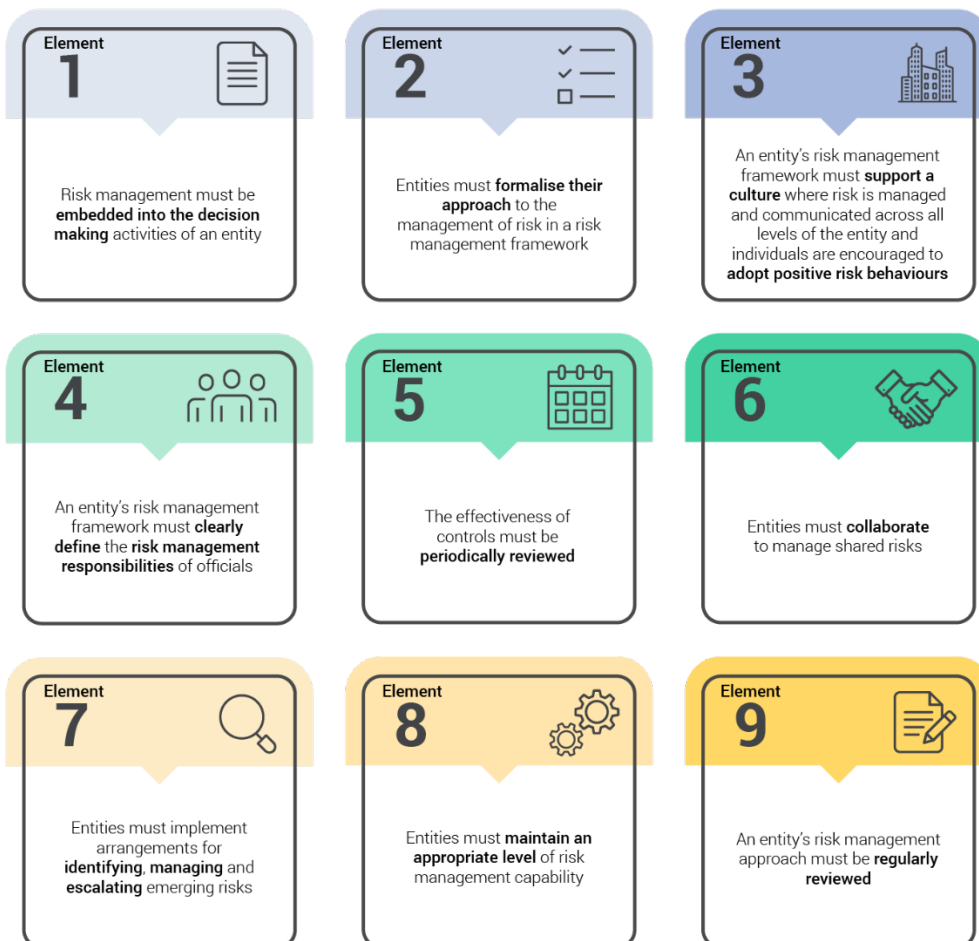 Element
1
Risk management must be
embedded into the decision
making activities of an entity
Element
2
Entities must formalise their
approach to the
management of risk in a risk
management framework
Element
3
An entity's risk management
framework must support a
culture where risk is managed
and communicated across all
levels of the entity and
individuals are encouraged to
adopt positive risk behaviours
Element
4
An entity's risk management
framework must clearly
define the risk management
responsibilities of officials
Element
5
The effectiveness of
controls must be
periodically reviewed
Element
6
Entities must collaborate
to manage shared risks
Element
7
Entities must implement
arrangements for
identifying, managing and
escalating emerging risks
Element
8
Entities must maintain an
appropriate level of risk
management capability
Element
9
An entity's risk management
approach must be regularly
reviewed